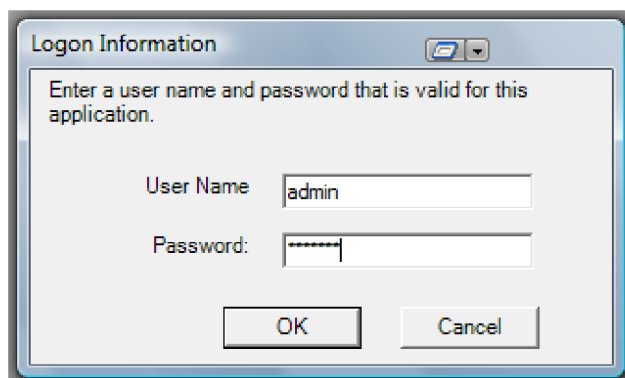 Logon Information
Enter a user name and password that is valid for this
application.
User Name
admin
Password:
*******
OK
Cancel